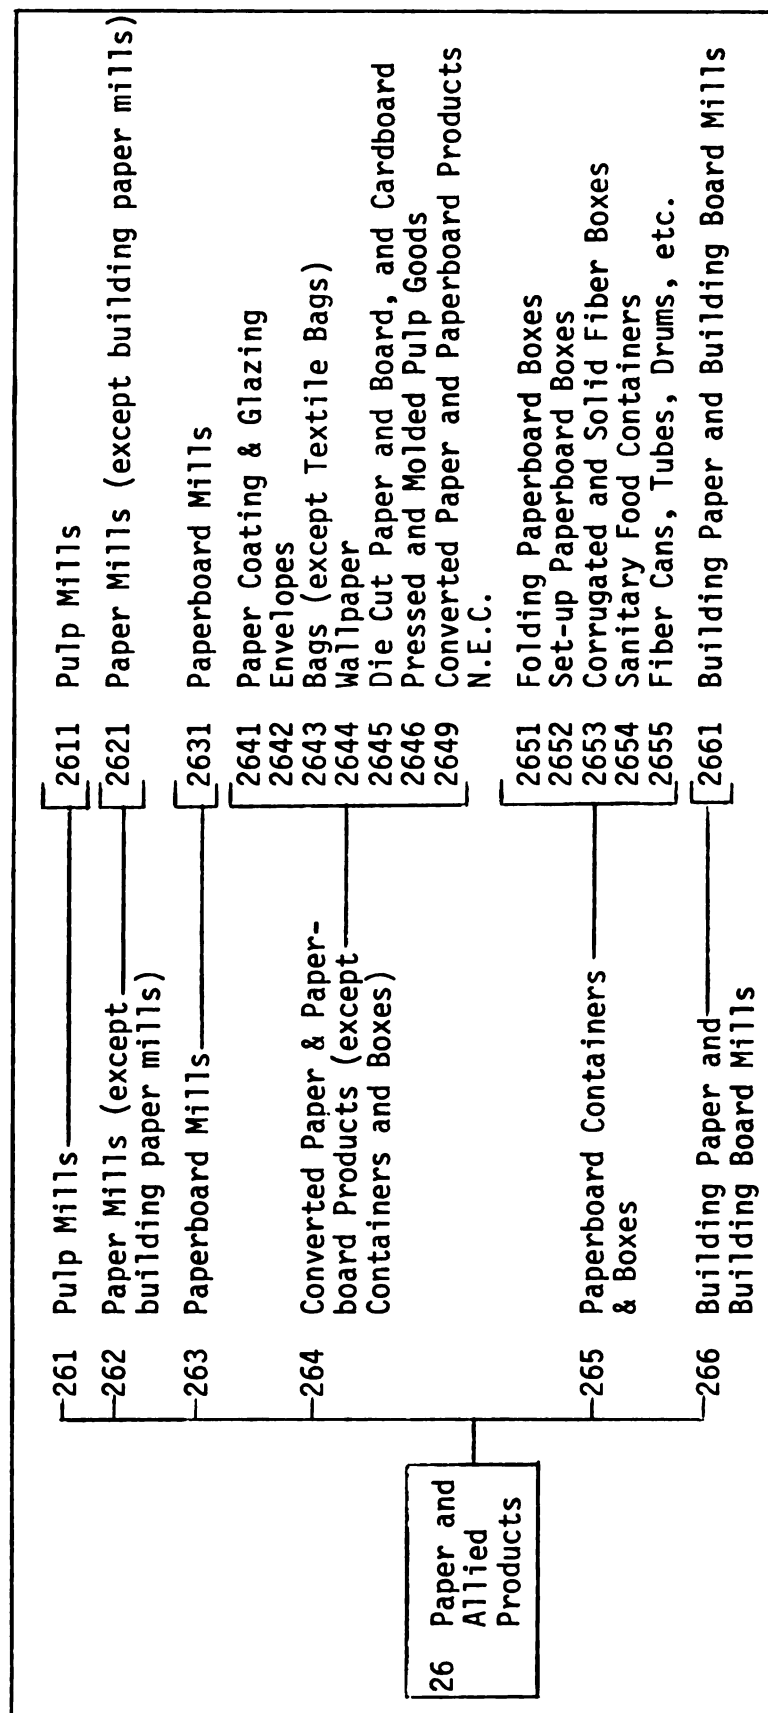 26 Paper and
Allied
Products
261 Pulp Mills
262 Paper Mills (except
building paper mills)
263 Paperboard Mills
264 Converted Paper & Paper-
board Products (except
Containers and Boxes)
265 Paperboard Containers
& Boxes
266 Building Paper and
Building Board Mills
2611 Pulp Mills
2621 Paper Mills (except building paper mills)
2631 Paperboard Mills
2641 Paper Coating & Glazing
2642 Envelopes
2643 Bags (except Textile Bags)
2644 Wallpaper
2645 Die Cut Paper and Board, and Cardboard
2646 Pressed and Molded Pulp Goods
2649 Converted Paper and Paperboard Products
N.E.C.
2651 Folding Paperboard Boxes
2652 Set-up Paperboard Boxes
2653 Corrugated and Solid Fiber Boxes
2654 Sanitary Food Containers
2655 Fiber Cans, Tubes, Drums, etc.
2661 Building Paper and Building Board Mills